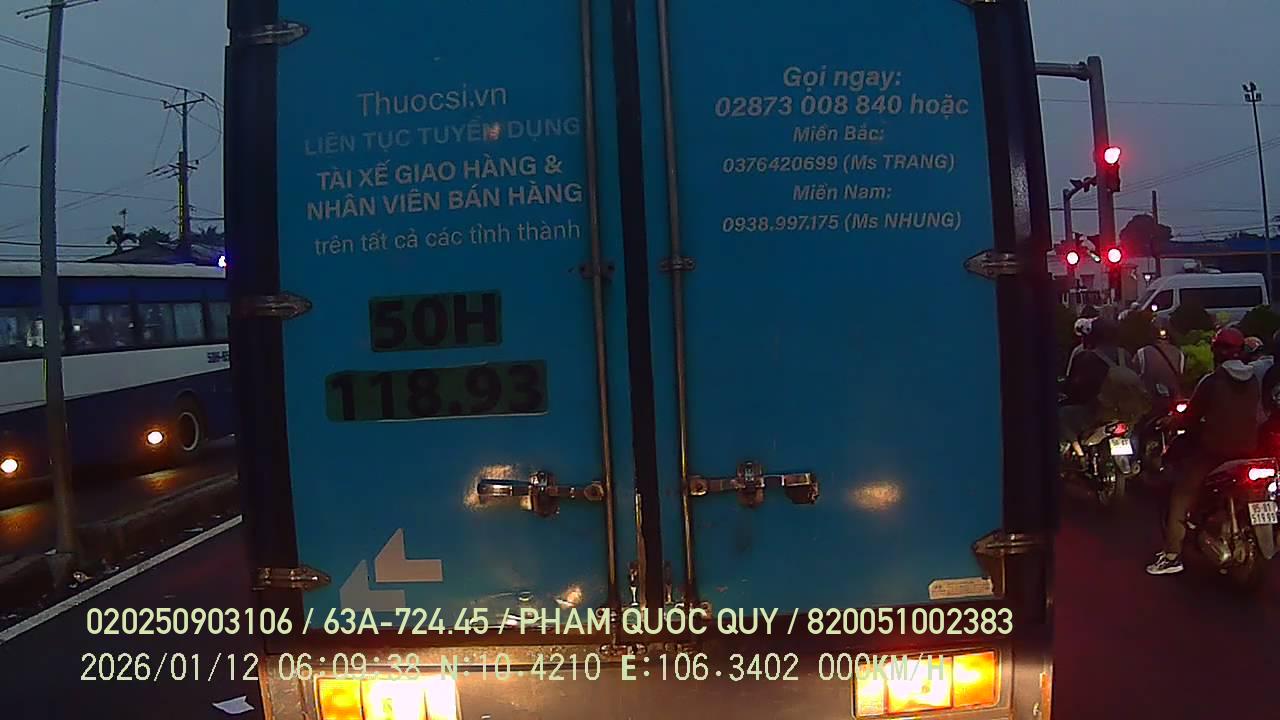 Thuocsi.vn
LIÊN TỤC TUYỂN DỤNG
TÀI XẾ GIAO HÀNG &
NHÂN VIÊN BÁN HÀNG
trên tất cả các tỉnh thành
50H
118.93
Gọi ngay:
02873 008 840 hoặc
Miền Bắc:
0376420699 (Ms TRANG)
Miền Nam:
0938.997.175 (Ms NHUNG)
020250903106 / 63A-724.45 / PHAM QUÔC QUY / 820051002383
2026/01/12 06:09:38 N:10.4210 E:106.3402 000KM/H